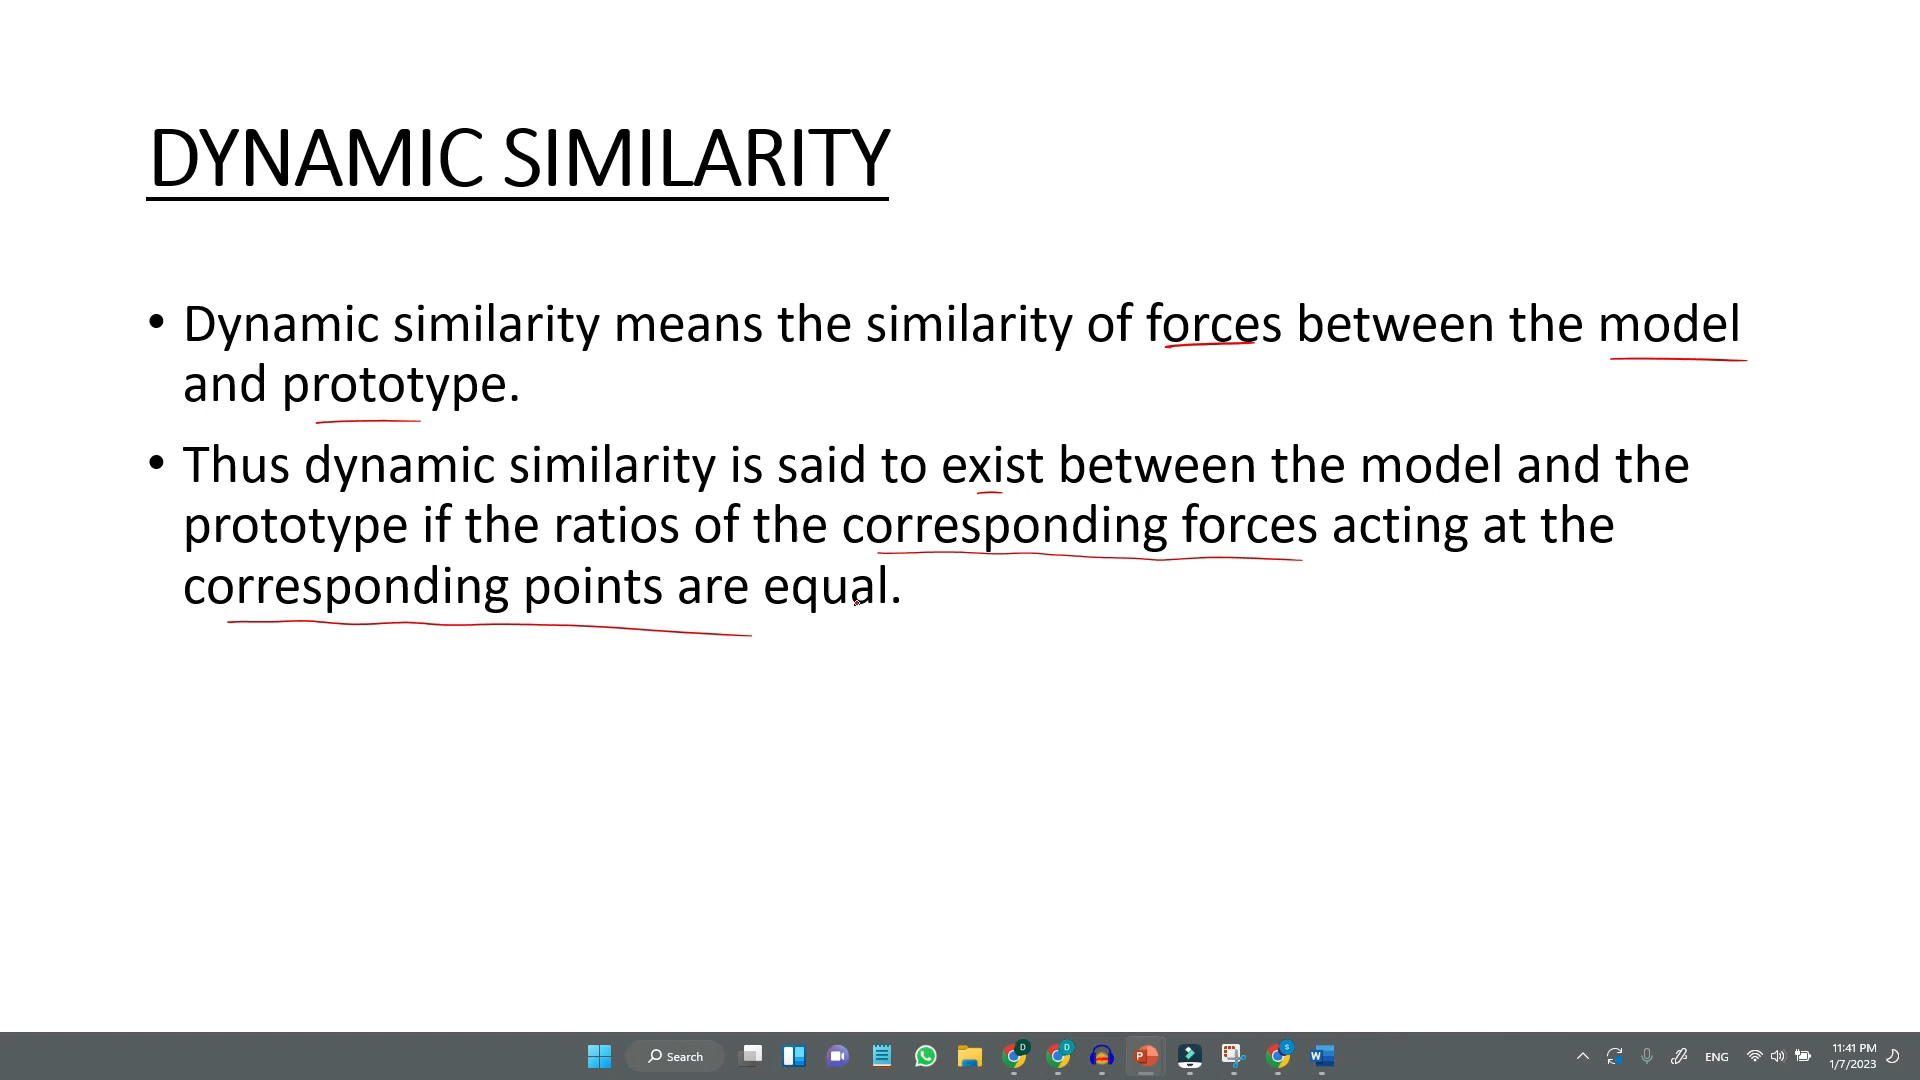 DYNAMIC SIMILARITY
• Dynamic similarity means the similarity of forces between the model
and prototype.
• Thus dynamic similarity is said to exist between the model and the
prototype if the ratios of the corresponding forces acting at the
corresponding points are equal.
Search
ENG
11:41 PM
1/7/2023